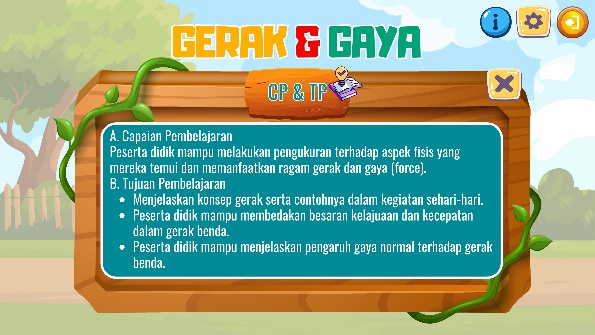 GERAK & GAYA
CP & TP
A. Capaian Pembelajaran
Peserta didik mampu melakukan pengukuran terhadap aspek fisis yang
mereka temui dan memanfaatkan ragam gerak dan gaya (force).
B. Tujuan Pembelajaran
• Menjelaskan konsep gerak serta contohnya dalam kegiatan sehari-hari.
• Peserta didik mampu membedakan besaran kelajuaan dan kecepatan
dalam gerak benda.
• Peserta didik mampu menjelaskan pengaruh gaya normal terhadap gerak
benda.